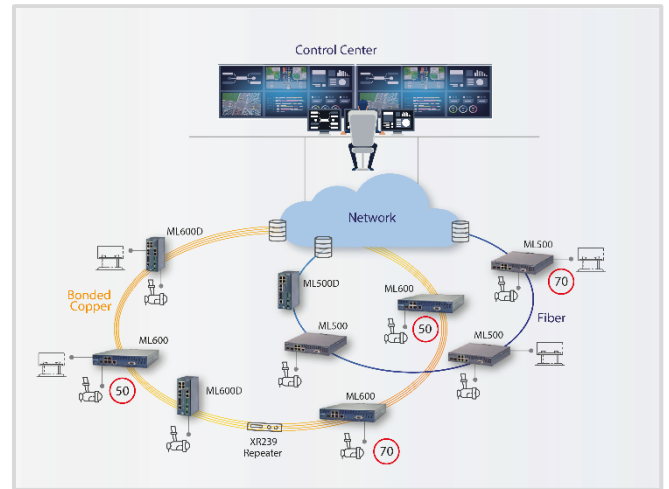 Control Center
Network
ML600D
ML500
70
ML500D
ML600
50
Bonded
Copper
Fiber
ML600
ML500
ML500
50
ML600D
ML600
XR239
Repeater
70